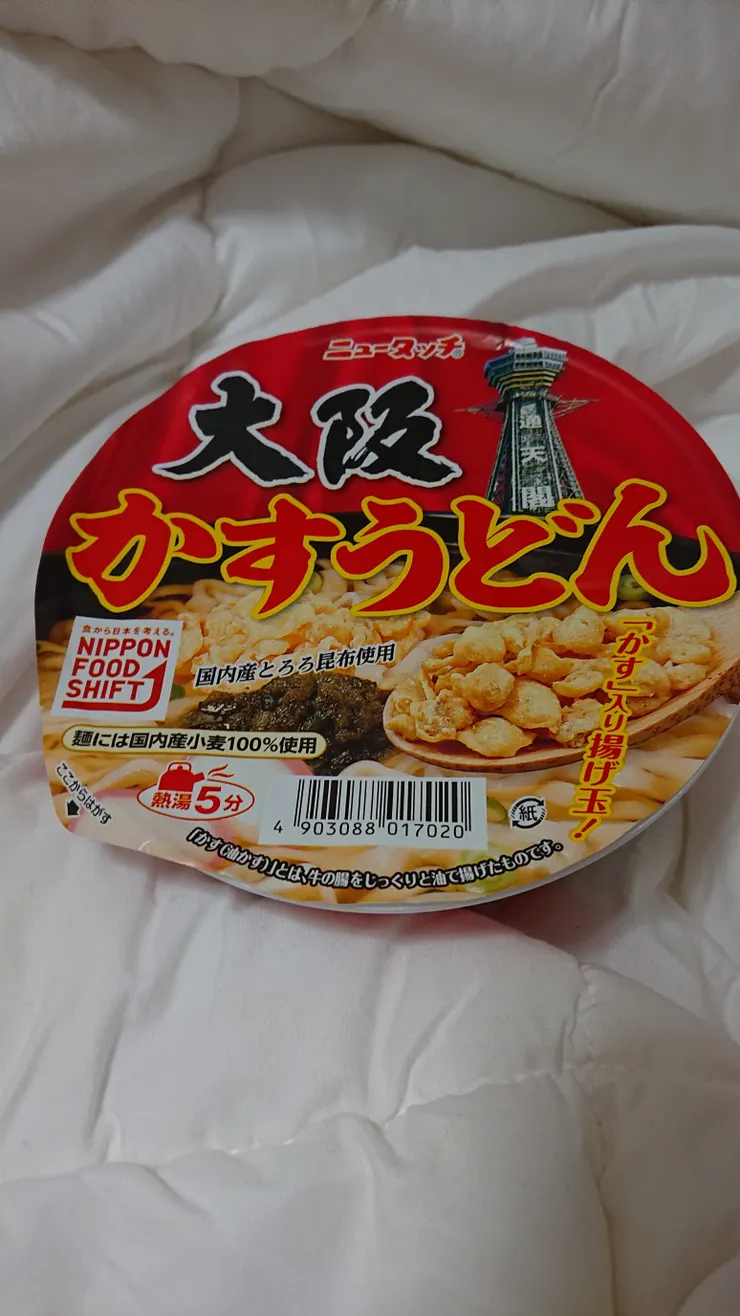 ニュータッチ®
大阪
通天閣
かすうどん
食から日本を考える。
NIPPON
FOOD
SHIFT
国内産とろろ昆布使用
「かす」入り揚げ玉!
麺には国内産小麦100%使用
ここからはがす
熱湯5分
4 903088 017020
紙
「かす(油かす)」とは、牛の腸をじっくりと油で揚げたものです。